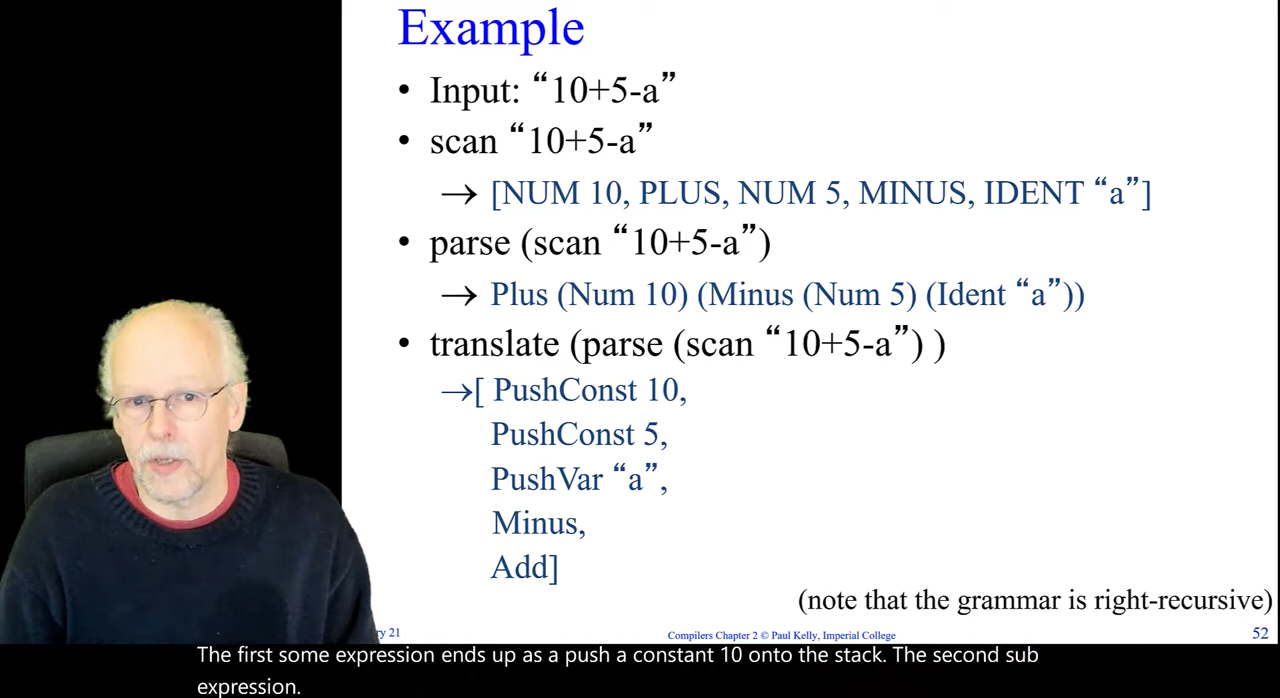 Example
• Input: “10+5-a”
• scan “10+5-a”
→ [NUM 10, PLUS, NUM 5, MINUS, IDENT “a”]
• parse (scan “10+5-a”)
→ Plus (Num 10) (Minus (Num 5) (Ident “a”))
• translate (parse (scan “10+5-a”) )
→[ PushConst 10,
PushConst 5,
PushVar “a”,
Minus,
Add]
(note that the grammar is right-recursive)
ry 21
Compilers Chapter 2 © Paul Kelly, Imperial College
52
The first some expression ends up as a push a constant 10 onto the stack. The second sub
expression.